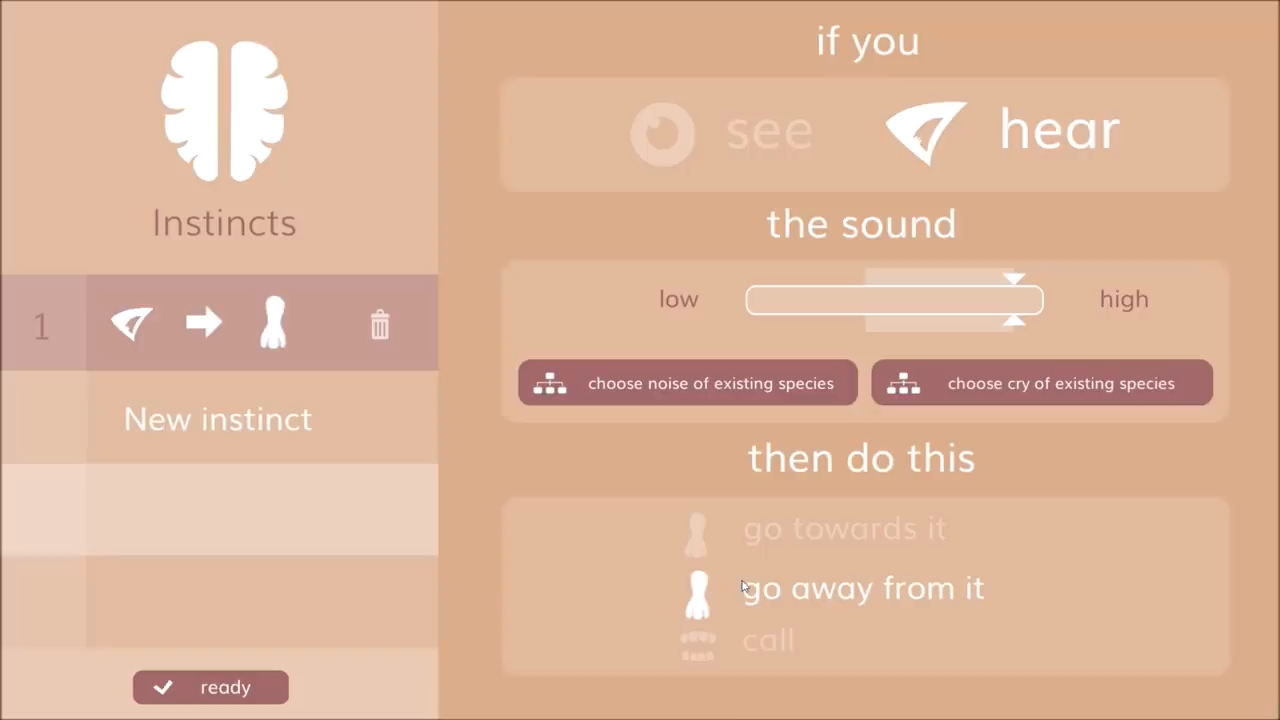 Instincts
1
New instinct
ready
if you
see
hear
the sound
low
high
choose noise of existing species
choose cry of existing species
then do this
go towards it
go away from it
call